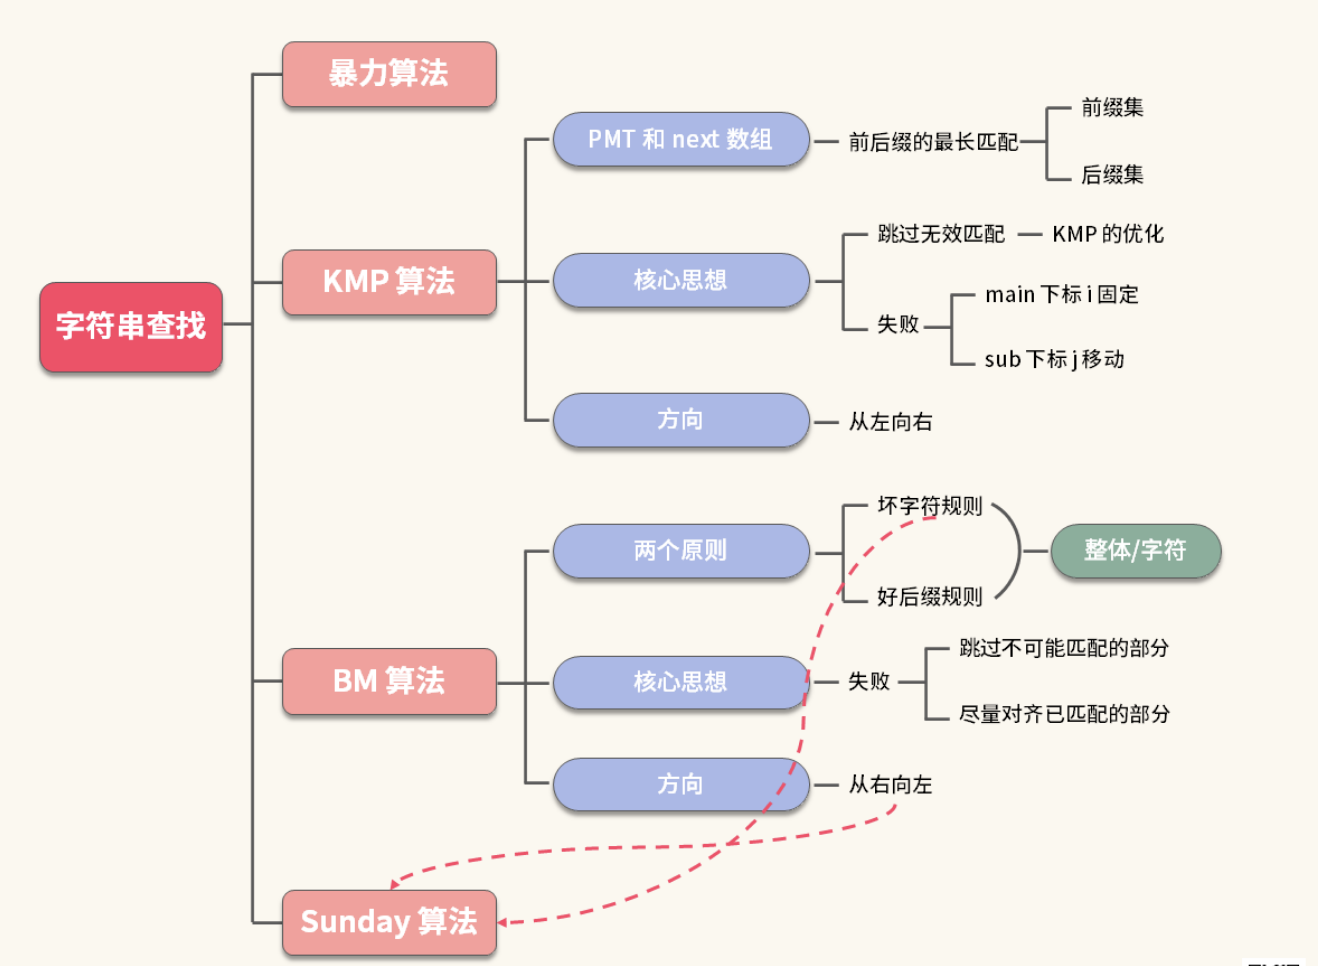 字符串查找
暴力算法
KMP 算法
PMT 和 next 数组
前后缀的最长匹配
前缀集
后缀集
核心思想
跳过无效匹配
KMP 的优化
失败
main 下标 i 固定
sub 下标 j 移动
方向
从左向右
BM 算法
两个原则
坏字符规则
好后缀规则
整体/字符
核心思想
失败
跳过不可能匹配的部分
尽量对齐已匹配的部分
方向
从右向左
Sunday 算法